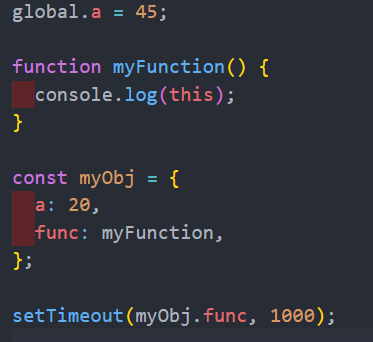 global.a = 45;
function myFunction() {
  console.log(this);
}
const myObj = {
  a: 20,
  func: myFunction,
};
setTimeout(myObj.func, 1000);